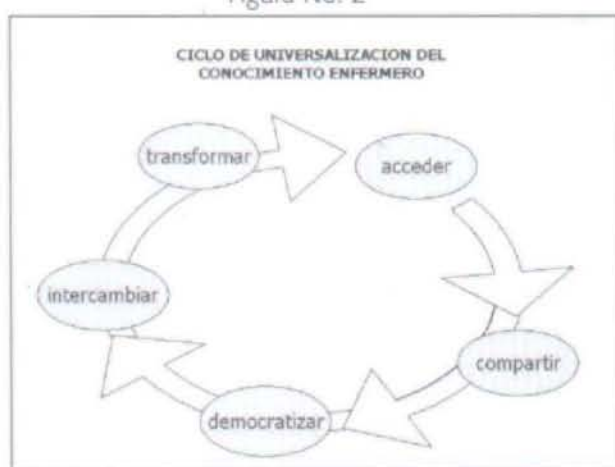 CICLO DE UNIVERSALIZACION DEL
CONOCIMIENTO ENFERMERO
transformar
acceder
intercambiar
compartir
democratizar